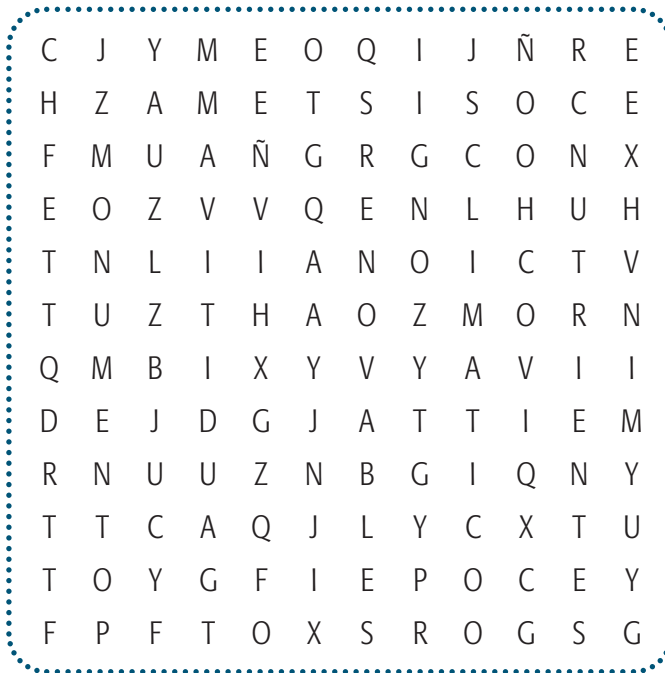 C J Y M E O Q I J Ñ R E
H Z A M E T S I S O C E
F M U A Ñ G R G C O N X
E O Z V V Q E N L H U H
T N L I I A N O I C T V
T U Z T H A O Z M O R N
Q M B I X Y V Y A V I I
D E J D G J A T T I E M
R N U U Z N B G I Q N Y
T T C A Q J L Y C X T U
T O Y G F I E P O C E Y
F P F T O X S R O G S G